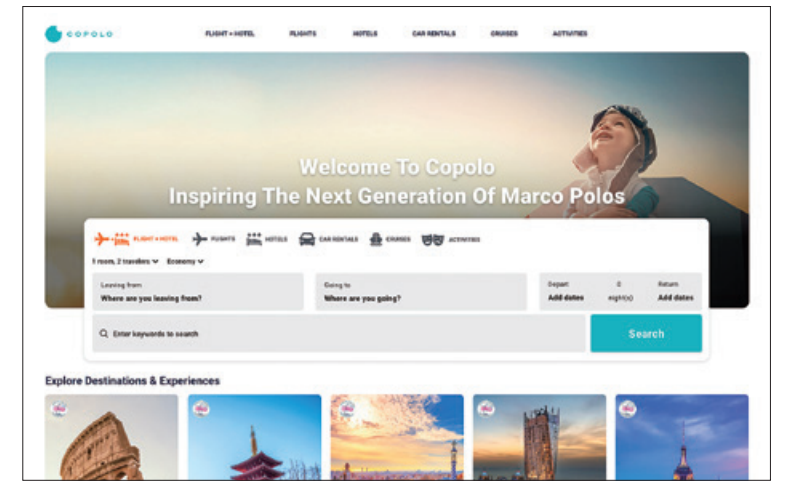 COPOLO
FLIGHT + HOTEL FLIGHTS HOTELS CAR RENTALS CRUISES ACTIVITIES
Welcome To Copolo
Inspiring The Next Generation Of Marco Polos
FLIGHT + HOTEL FLIGHTS HOTELS CAR RENTALS CRUISES ACTIVITIES
1 room, 2 travelers Economy
Leaving from Going to Depart 0 Return
Where are you leaving from? Where are you going? Add dates night(s) Add dates
Enter keywords to search Search
Explore Destinations & Experiences